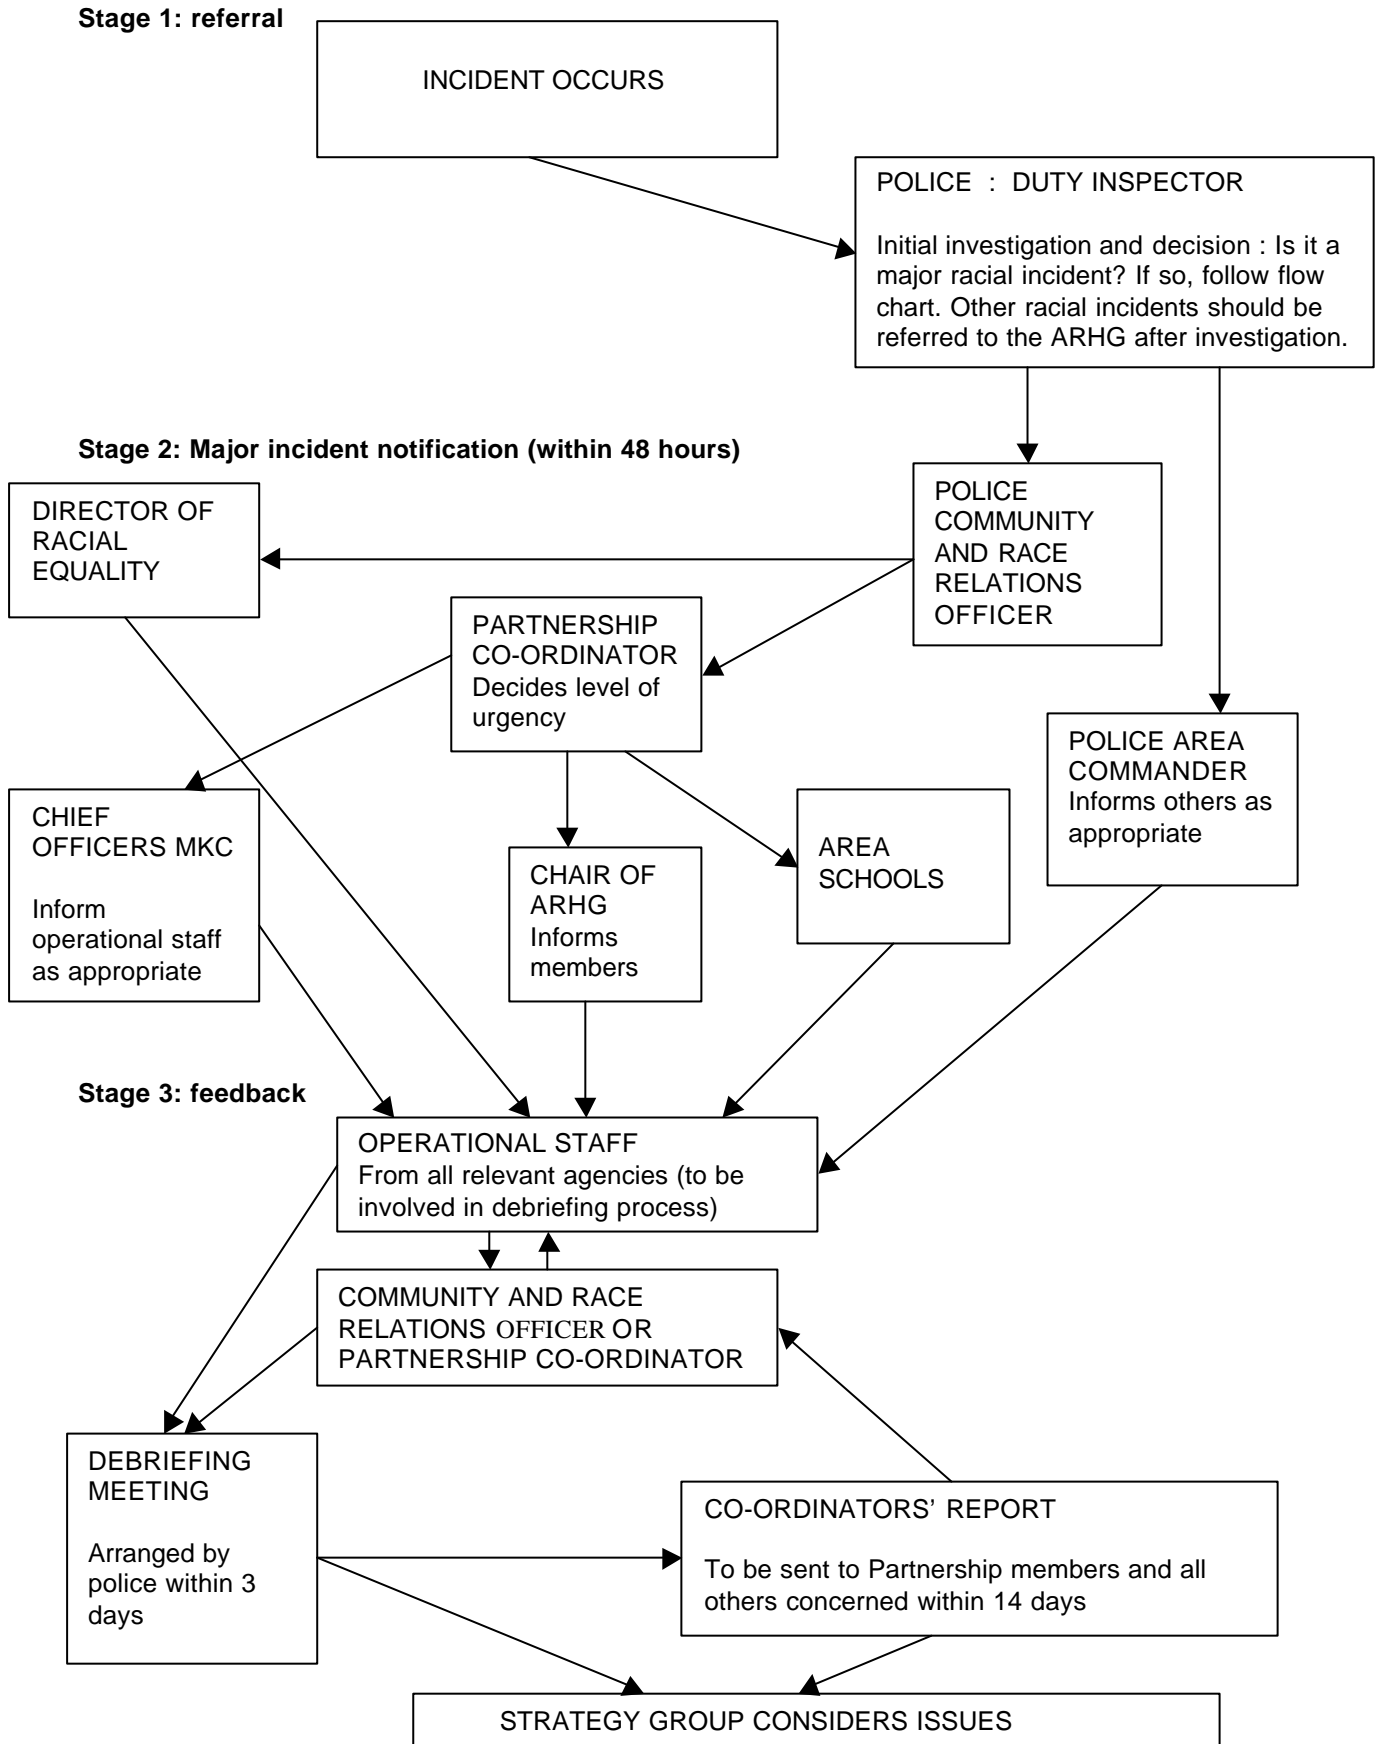 Stage 1: referral
INCIDENT OCCURS
POLICE : DUTY INSPECTOR
Initial investigation and decision : Is it a
major racial incident? If so, follow flow
chart. Other racial incidents should be
referred to the ARHG after investigation.
Stage 2: Major incident notification (within 48 hours)
DIRECTOR OF
RACIAL
EQUALITY
POLICE
COMMUNITY
AND RACE
RELATIONS
OFFICER
PARTNERSHIP
CO-ORDINATOR
Decides level of
urgency
POLICE AREA
COMMANDER
Informs others as
appropriate
CHIEF
OFFICERS MKC
Inform
operational staff
as appropriate
CHAIR OF
ARHG
Informs
members
AREA
SCHOOLS
Stage 3: feedback
OPERATIONAL STAFF
From all relevant agencies (to be
involved in debriefing process)
COMMUNITY AND RACE
RELATIONS OFFICER OR
PARTNERSHIP CO-ORDINATOR
DEBRIEFING
MEETING
Arranged by
police within 3
days
CO-ORDINATORS’ REPORT
To be sent to Partnership members and all
others concerned within 14 days
STRATEGY GROUP CONSIDERS ISSUES